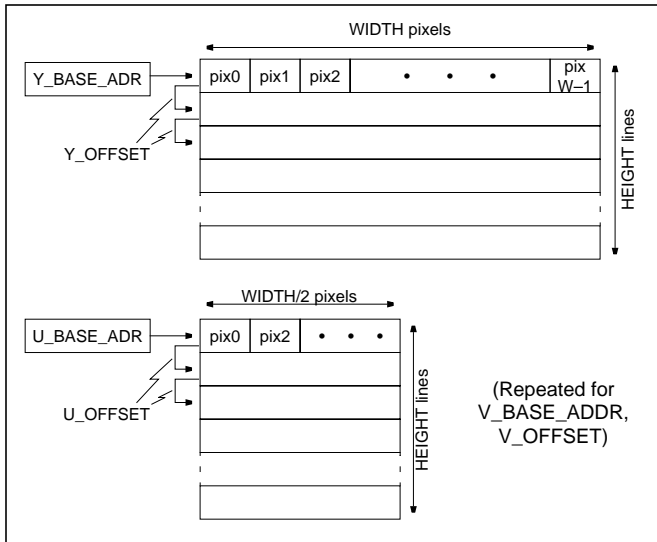 WIDTH pixels
Y_BASE_ADR
pix0 pix1 pix2 • • • pix
W–1
Y_OFFSET
HEIGHT lines
WIDTH/2 pixels
U_BASE_ADR
pix0 pix2 • • •
U_OFFSET
HEIGHT lines
(Repeated for
V_BASE_ADDR,
V_OFFSET)